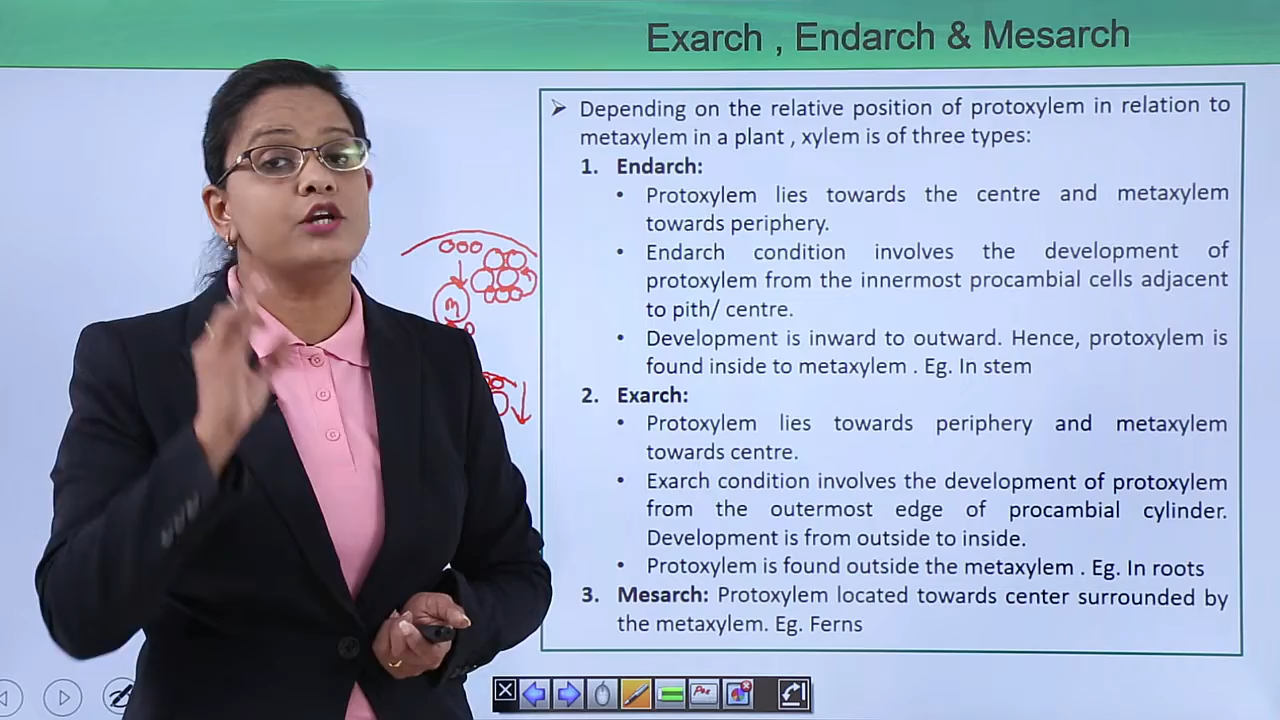 Exarch , Endarch & Mesarch
➢ Depending on the relative position of protoxylem in relation to
metaxylem in a plant , xylem is of three types:
1. Endarch:
• Protoxylem lies towards the centre and metaxylem
towards periphery.
• Endarch condition involves the development of
protoxylem from the innermost procambial cells adjacent
to pith/ centre.
• Development is inward to outward. Hence, protoxylem is
found inside to metaxylem . Eg. In stem
2. Exarch:
• Protoxylem lies towards periphery and metaxylem
towards centre.
• Exarch condition involves the development of protoxylem
from the outermost edge of procambial cylinder.
Development is from outside to inside.
• Protoxylem is found outside the metaxylem . Eg. In roots
3. Mesarch: Protoxylem located towards center surrounded by
the metaxylem. Eg. Ferns